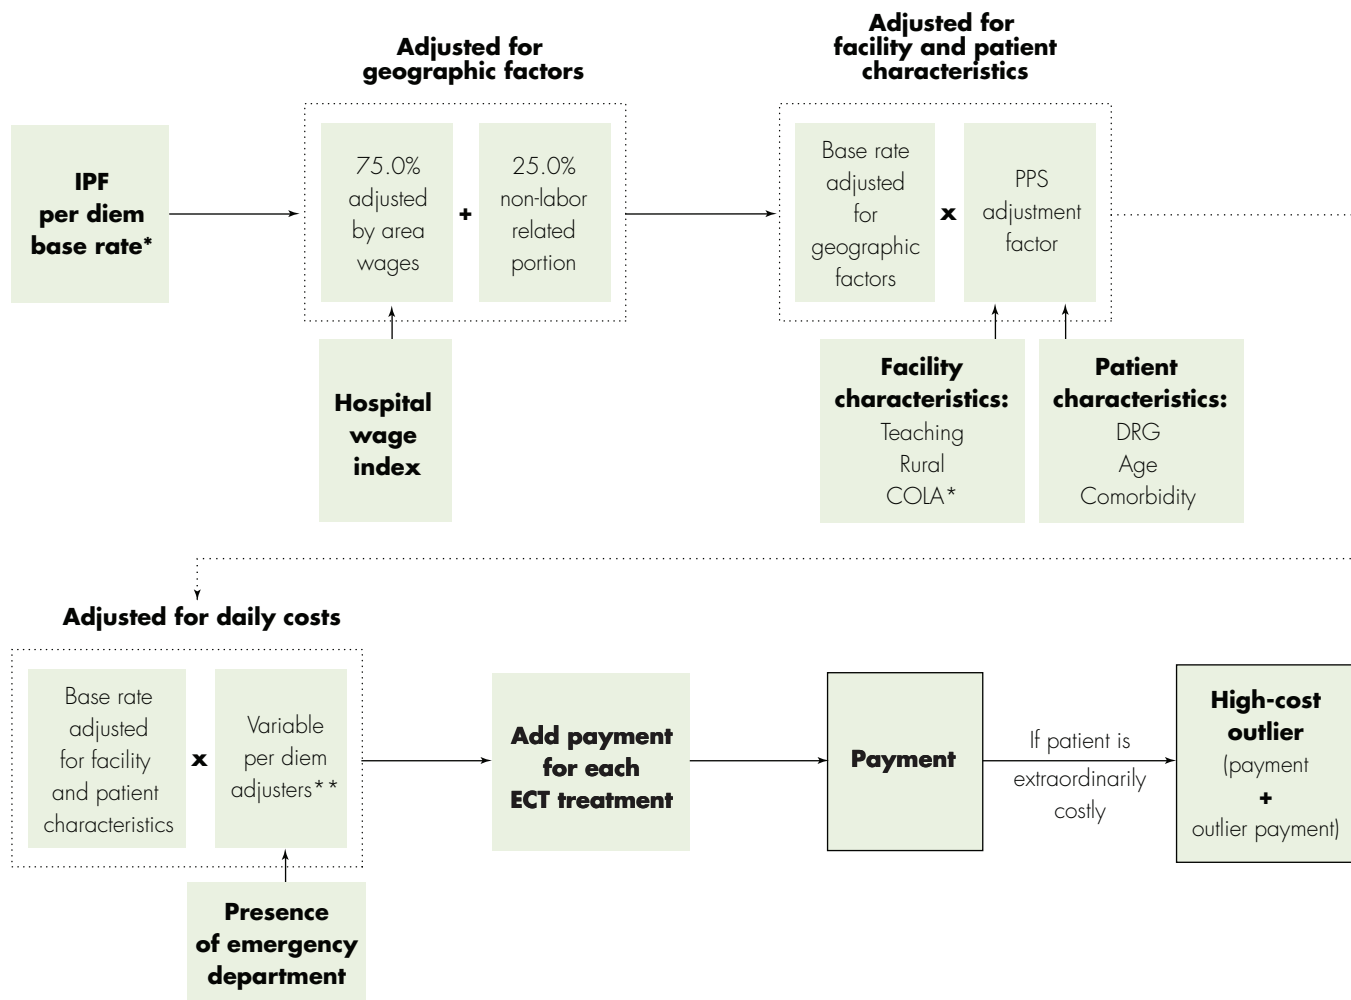 Adjusted for
geographic factors
Adjusted for
facility and patient
characteristics
IPF
per diem
base rate*
75.0%
adjusted
by area
wages
+
25.0%
non-labor
related
portion
Base rate
adjusted
for
geographic
factors
x
PPS
adjustment
factor
Hospital
wage
index
Facility
characteristics:
Teaching
Rural
COLA*
Patient
characteristics:
DRG
Age
Comorbidity
Adjusted for daily costs
Base rate
adjusted
for facility
and patient
characteristics
x
Variable
per diem
adjusters**
Add payment
for each
ECT treatment
Payment
If patient is
extraordinarily
costly
High-cost
outlier
(payment
+
outlier payment)
Presence
of emergency
department